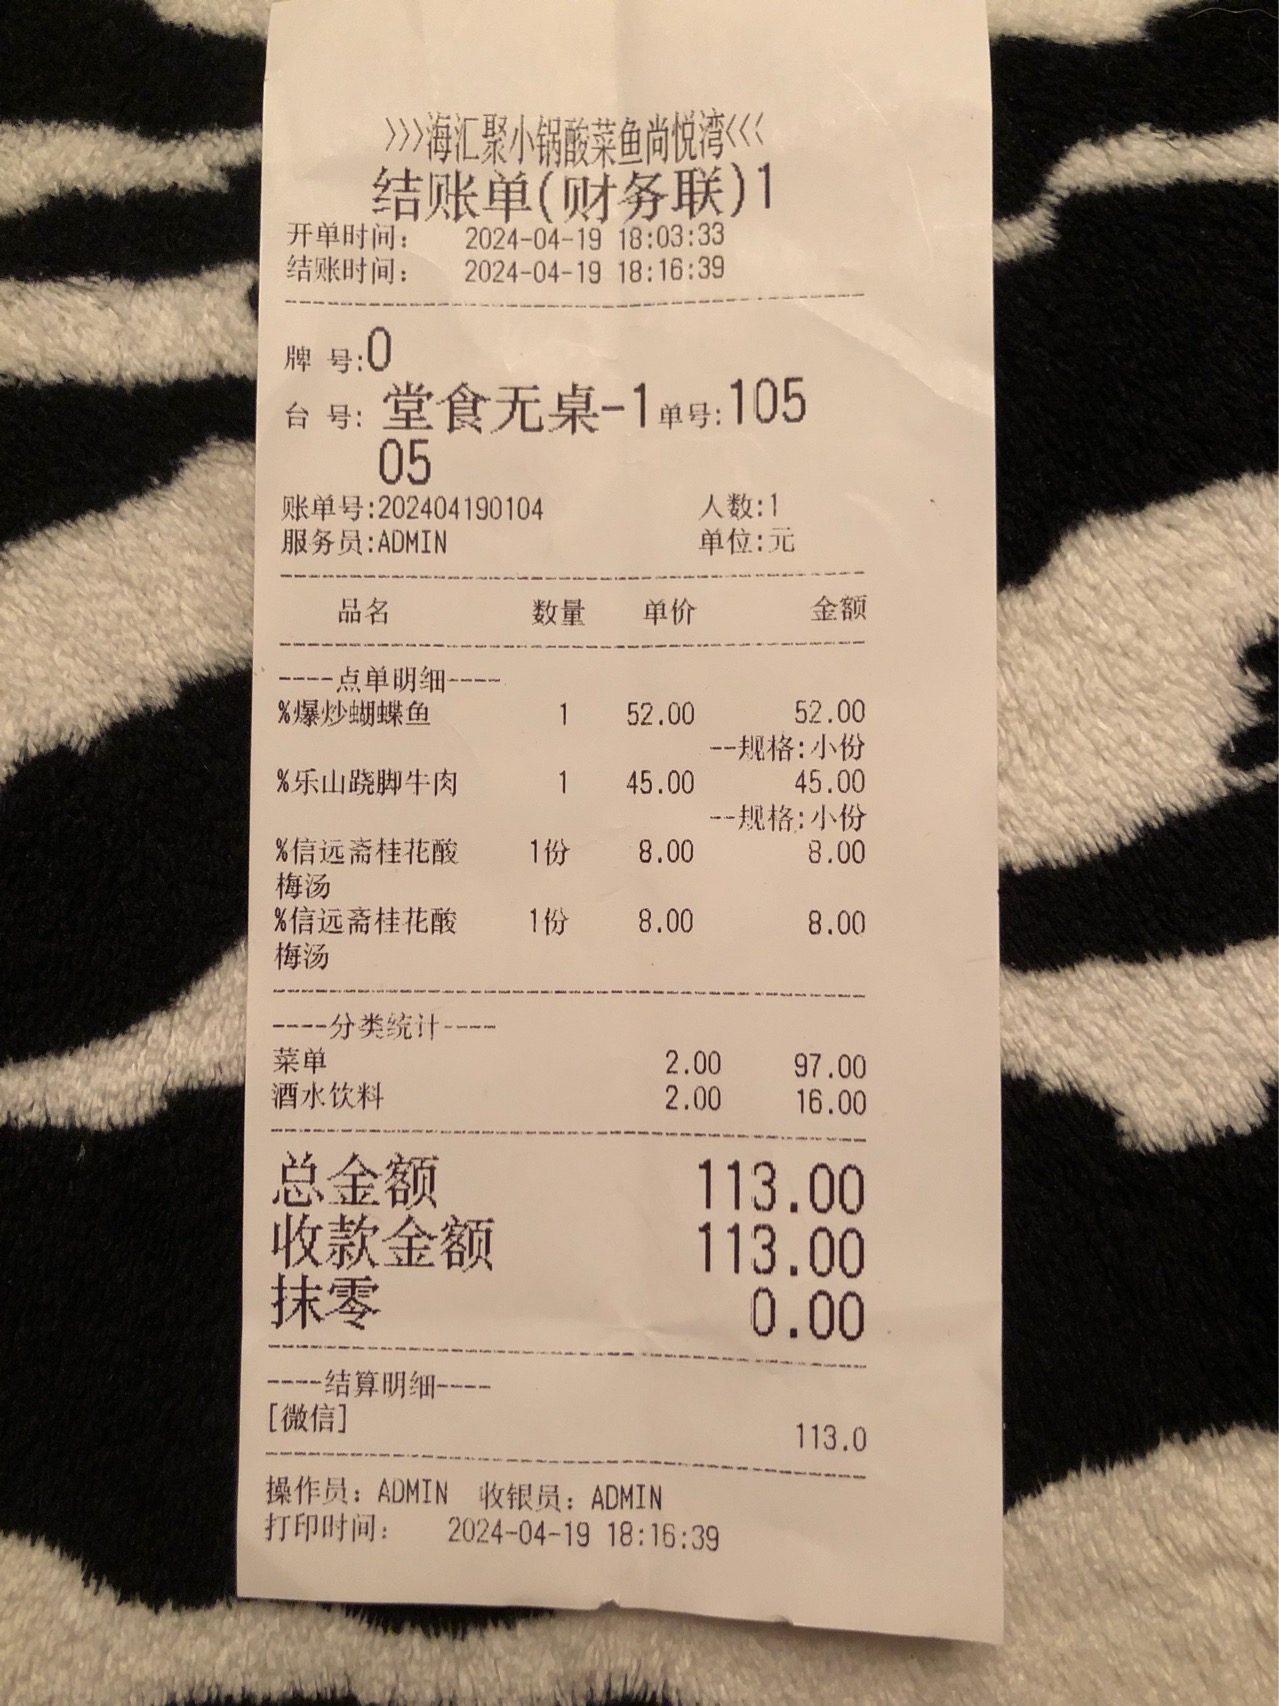 >>>海汇聚小锅酸菜鱼尚悦湾<<<
结账单(财务联)1
开单时间: 2024-04-19 18:03:33
结账时间: 2024-04-19 18:16:39
牌 号:0
台 号: 堂食无桌-1 单号:105
05
账单号:202404190104 人数:1
服务员:ADMIN 单位:元
品名 数量 单价 金额
----点单明细----
%爆炒蝴蝶鱼 1 52.00 52.00
--规格:小份
%乐山跷脚牛肉 1 45.00 45.00
--规格:小份
%信远斋桂花酸 1份 8.00 8.00
梅汤
%信远斋桂花酸 1份 8.00 8.00
梅汤
----分类统计----
菜单 2.00 97.00
酒水饮料 2.00 16.00
总金额 113.00
收款金额 113.00
抹零 0.00
----结算明细----
[微信] 113.0
操作员: ADMIN 收银员: ADMIN
打印时间: 2024-04-19 18:16:39